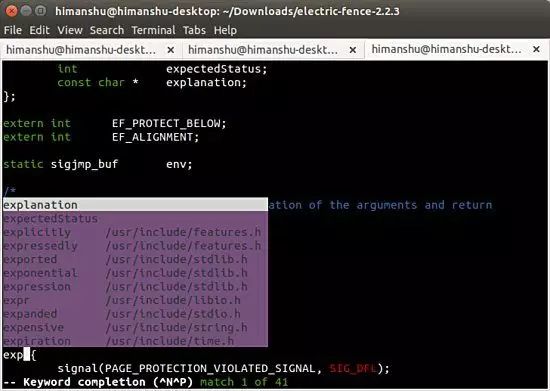 himanshu@himanshu-desktop: ~/Downloads/electric-fence-2.2.3
File Edit View Search Terminal Tabs Help
himanshu@himanshu-deskt... × himanshu@himanshu-deskt... × himanshu@himanshu-deskt... ×
int expectedStatus;
const char * explanation;
};
extern int EF_PROTECT_BELOW;
extern int EF_ALIGNMENT;
static sigjmp_buf env;
/*
explanation ation of the arguments and return
expectedStatus
explicitly /usr/include/features.h
expressedly /usr/include/features.h
exported /usr/include/stdlib.h
exponential /usr/include/stdlib.h
expression /usr/include/stdlib.h
expr /usr/include/libio.h
expanded /usr/include/stdio.h
expensive /usr/include/string.h
expiration /usr/include/time.h
exp {
signal(PAGE_PROTECTION_VIOLATED_SIGNAL, SIG_DFL);
-- Keyword completion (^N^P) match 1 of 41